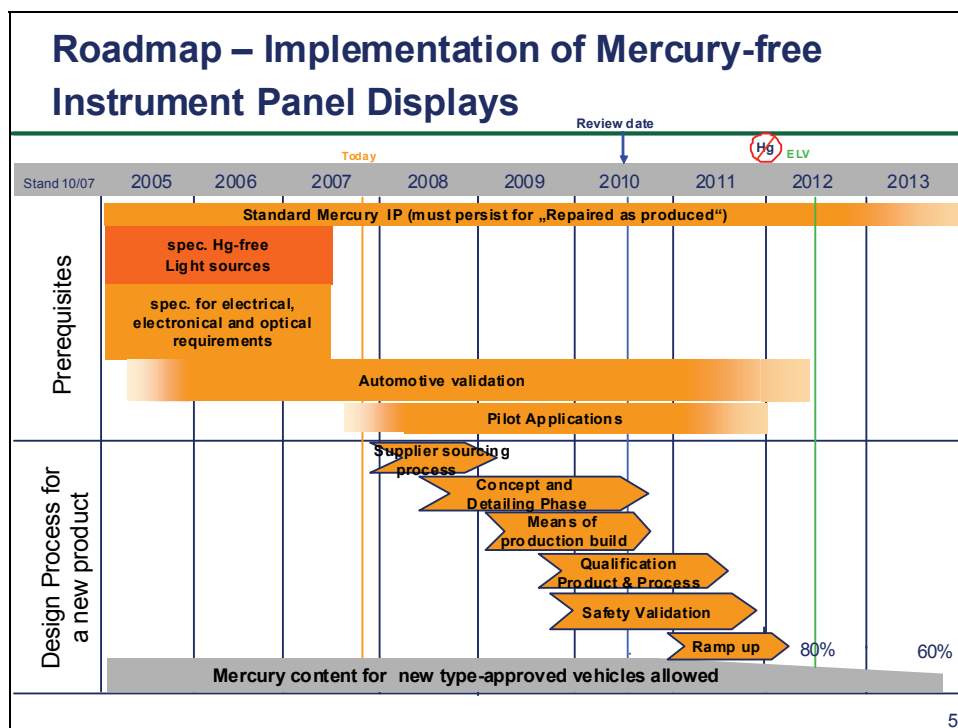 Roadmap – Implementation of Mercury-free
Instrument Panel Displays
Review date
Today
Hg
ELV
Stand 10/07 2005 2006 2007 2008 2009 2010 2011 2012 2013
Prerequisites
Standard Mercury IP (must persist for „Repaired as produced“)
spec. Hg-free
Light sources
spec. for electrical,
electronical and optical
requirements
Automotive validation
Pilot Applications
Design Process for
a new product
Supplier sourcing
process
Concept and
Detailing Phase
Means of
production build
Qualification
Product & Process
Safety Validation
Ramp up
80%
60%
Mercury content for new type-approved vehicles allowed
5